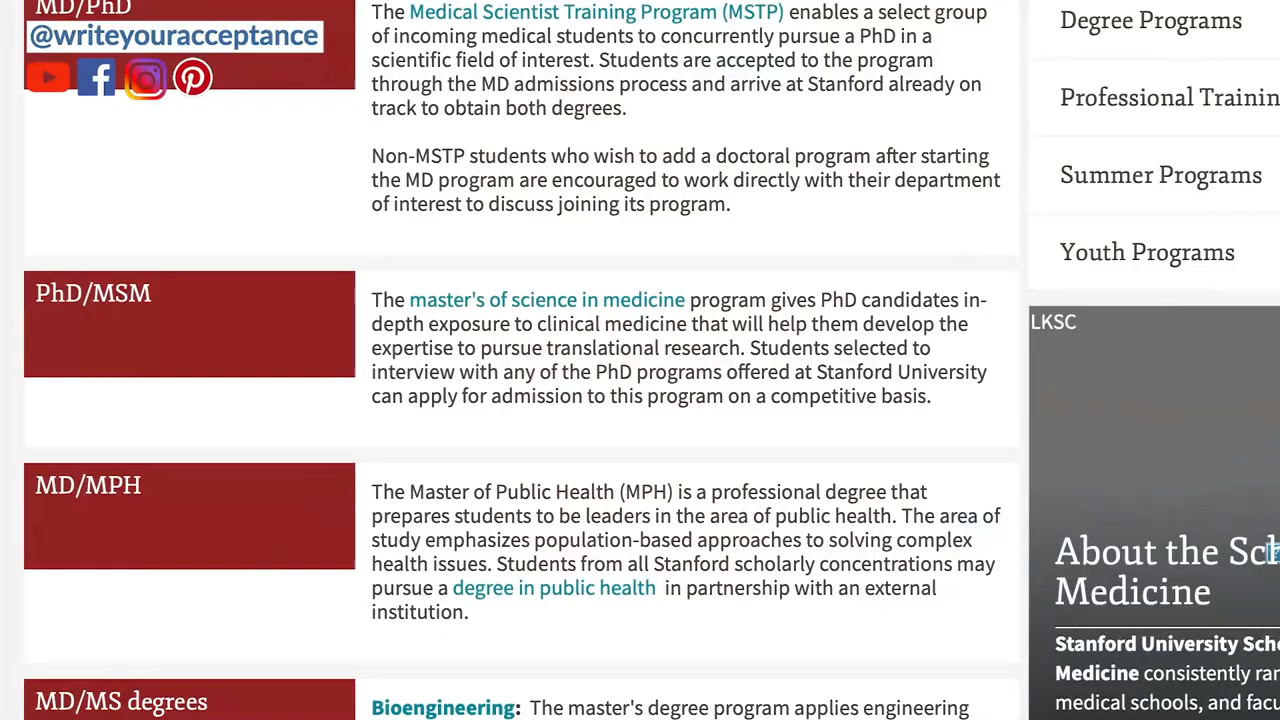 MD/PhD
@writeyouracceptance
The Medical Scientist Training Program (MSTP) enables a select group
of incoming medical students to concurrently pursue a PhD in a
scientific field of interest. Students are accepted to the program
through the MD admissions process and arrive at Stanford already on
track to obtain both degrees.
Non-MSTP students who wish to add a doctoral program after starting
the MD program are encouraged to work directly with their department
of interest to discuss joining its program.
PhD/MSM
The master's of science in medicine program gives PhD candidates in-
depth exposure to clinical medicine that will help them develop the
expertise to pursue translational research. Students selected to
interview with any of the PhD programs offered at Stanford University
can apply for admission to this program on a competitive basis.
MD/MPH
The Master of Public Health (MPH) is a professional degree that
prepares students to be leaders in the area of public health. The area of
study emphasizes population-based approaches to solving complex
health issues. Students from all Stanford scholarly concentrations may
pursue a degree in public health in partnership with an external
institution.
MD/MS degrees
Bioengineering: The master's degree program applies engineering
Degree Programs
Professional Trainin
Summer Programs
Youth Programs
LKSC
About the Sch
Medicine
Stanford University Scho
Medicine consistently ran
medical schools, and facu